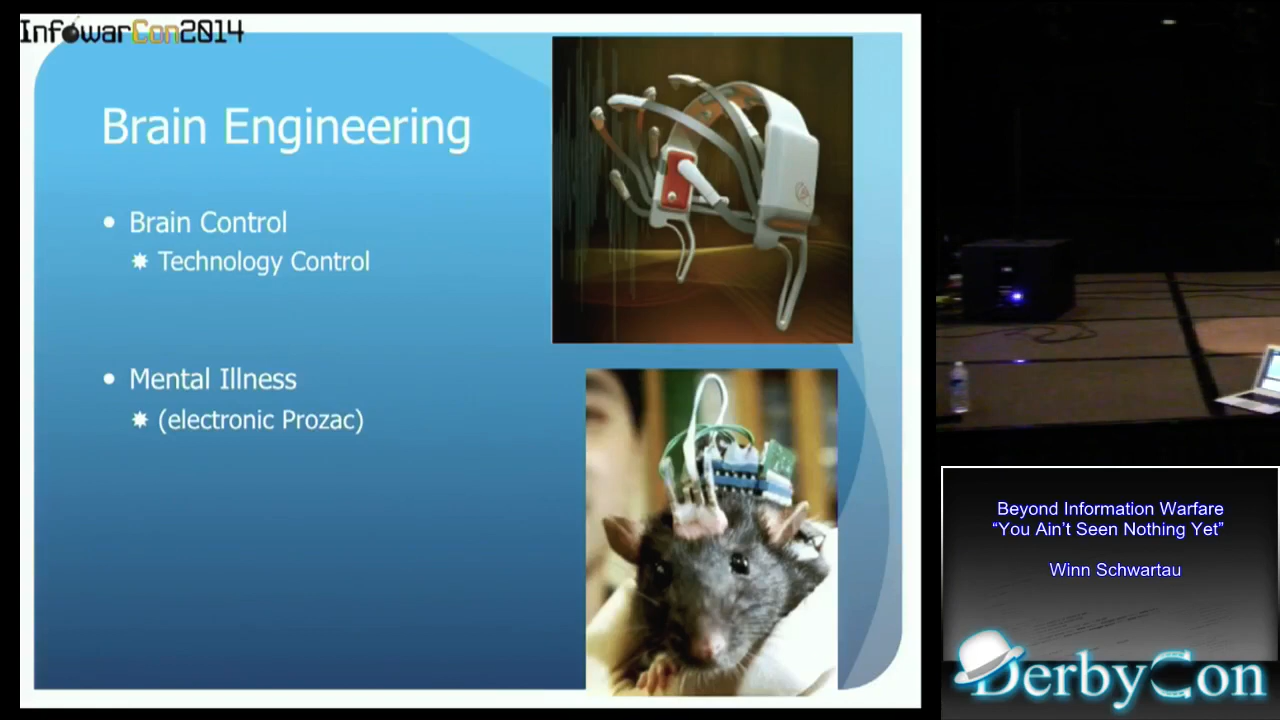 InfowarCon2014
Brain Engineering
Brain Control
Technology Control
Mental Illness
(electronic Prozac)
Beyond Information Warfare
“You Ain’t Seen Nothing Yet”
Winn Schwartau
DerbyCon